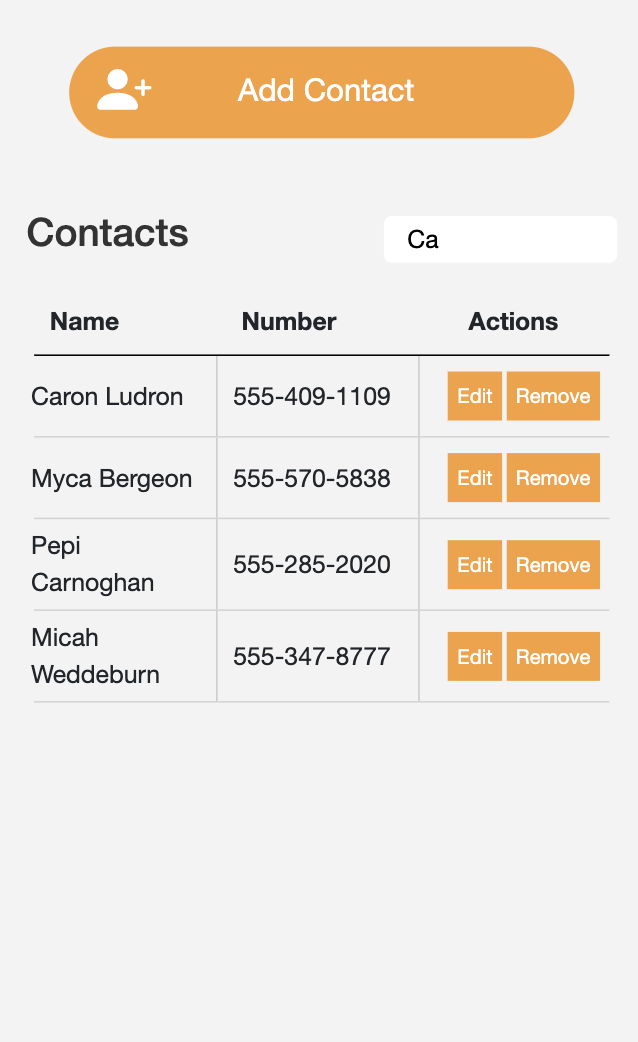 Add Contact
Contacts
Ca
Name Number Actions
Caron Ludron 555-409-1109 Edit Remove
Myca Bergeon 555-570-5838 Edit Remove
Pepi
Carnoghan 555-285-2020 Edit Remove
Micah
Weddeburn 555-347-8777 Edit Remove